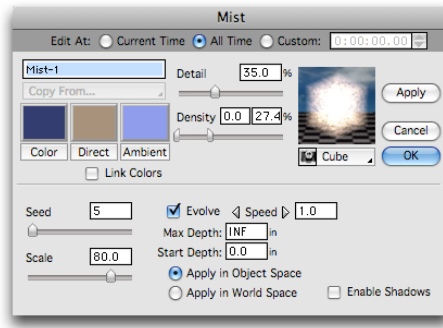 Mist
Edit At: Current Time All Time Custom: 0:00:00.00
Mist-1
Copy From...
Detail 35.0 %
Density 0.0 27.4%
Apply
Cancel
OK
Color Direct Ambient
Cube
Link Colors
Seed 5
Evolve Speed 1.0
Max Depth: INF in
Start Depth: 0.0 in
Scale 80.0
Apply in Object Space
Apply in World Space
Enable Shadows